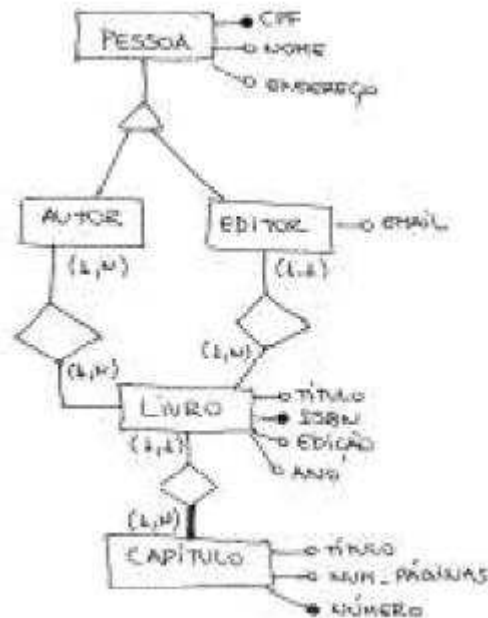 CPF
PESSOA
NOME
ENDEREÇO
AUTOR
EDITOR
EMAIL
(1,N)
(1,1)
(1,N)
(1,N)
LIVRO
TÍTULO
ISBN
EDIÇÃO
ANO
(1,1)
(1,N)
CAPÍTULO
TÍTULO
NUM_PÁGINAS
NÚMERO